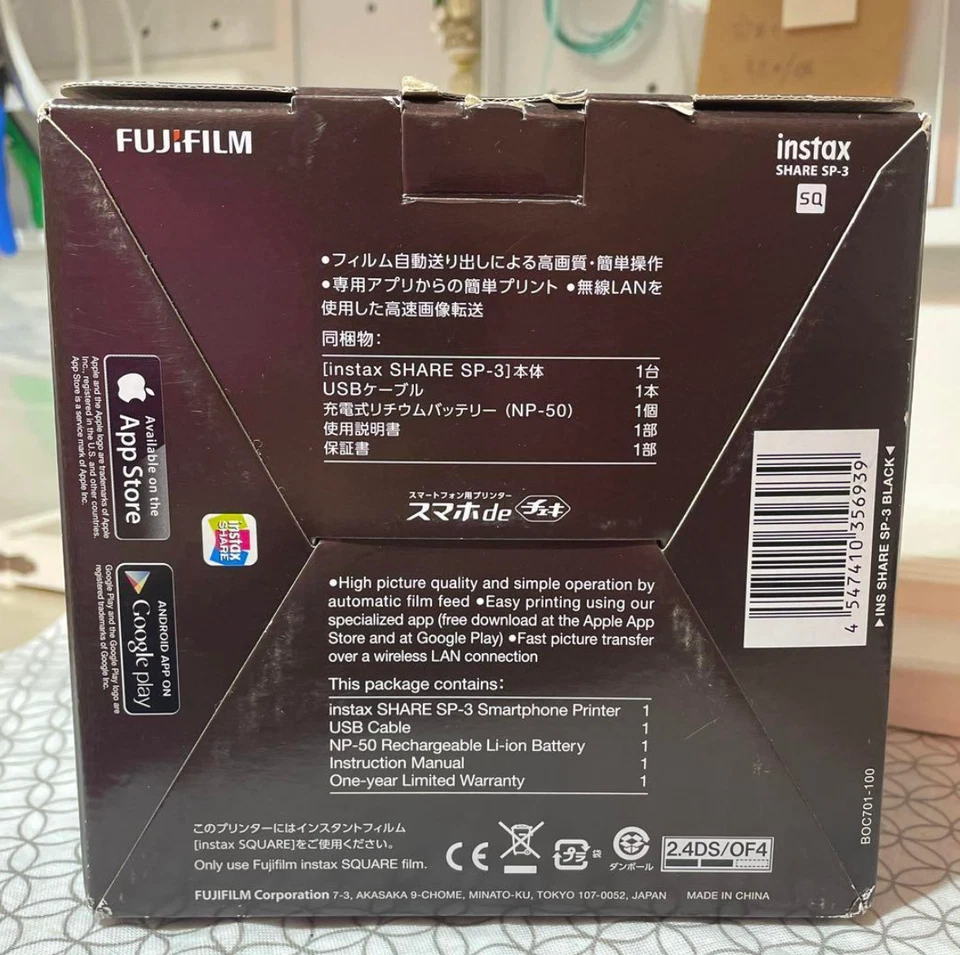 FUJIFILM
instax
SHARE SP-3
SQ
•フィルム自動送り出しによる高画質・簡単操作
•専用アプリからの簡単プリント •無線LANを
使用した高速画像転送
同梱物：
[instax SHARE SP-3]本体 1台
USBケーブル 1本
充電式リチウムバッテリー（NP-50） 1個
使用説明書 1部
保証書 1部
スマートフォン用プリンター
スマホde チェキ
Available on the
App Store
Apple and the Apple logo are trademarks of Apple
Inc., registered in the U.S. and other countries.
App Store is a service mark of Apple Inc.
instax
SHARE
ANDROID APP ON
Google play
Google Play and the Google Play logo are
registered trademarks of Google Inc.
•High picture quality and simple operation by
automatic film feed •Easy printing using our
specialized app (free download at the Apple App
Store and at Google Play) •Fast picture transfer
over a wireless LAN connection
This package contains:
instax SHARE SP-3 Smartphone Printer 1
USB Cable 1
NP-50 Rechargeable Li-ion Battery 1
Instruction Manual 1
One-year Limited Warranty 1
4 547410 356939
▶INS SHARE SP-3 BLACK◀
BOC701-100
このプリンターにはインスタントフィルム
[instax SQUARE]をご使用ください。
Only use Fujifilm instax SQUARE film.
CE
プラ 袋
ダンボール
2.4DS/OF4
FUJIFILM Corporation 7-3, AKASAKA 9-CHOME, MINATO-KU, TOKYO 107-0052, JAPAN MADE IN CHINA